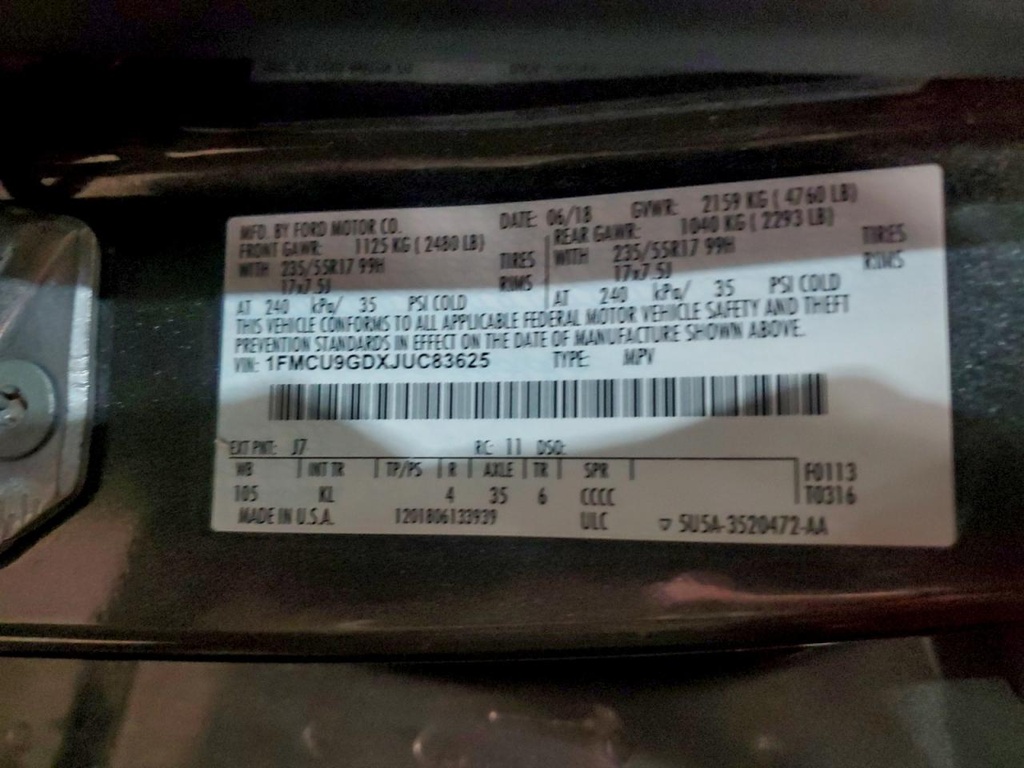 MFD. BY FORD MOTOR CO. DATE: 06/18 GVWR: 2159 KG ( 4760 LB)
FRONT GAWR: 1125 KG ( 2480 LB) REAR GAWR: 1040 KG ( 2293 LB)
WITH 235/55R17 99H TIRES WITH 235/55R17 99H TIRES
17x7.5J RIMS 17x7.5J RIMS
AT 240 kPa/ 35 PSI COLD AT 240 kPa/ 35 PSI COLD
THIS VEHICLE CONFORMS TO ALL APPLICABLE FEDERAL MOTOR VEHICLE SAFETY AND THEFT
PREVENTION STANDARDS IN EFFECT ON THE DATE OF MANUFACTURE SHOWN ABOVE.
VIN: 1FMCU9GDXJUC83625 TYPE: MPV
EXT PNT: J7 RC: 11 DSO:
WB INT TR TP/PS R AXLE TR SPR F0113
105 KL 4 35 6 CCCC T0316
MADE IN U.S.A. 1201806133939 ULC ▽ 5U5A-3520472-AA